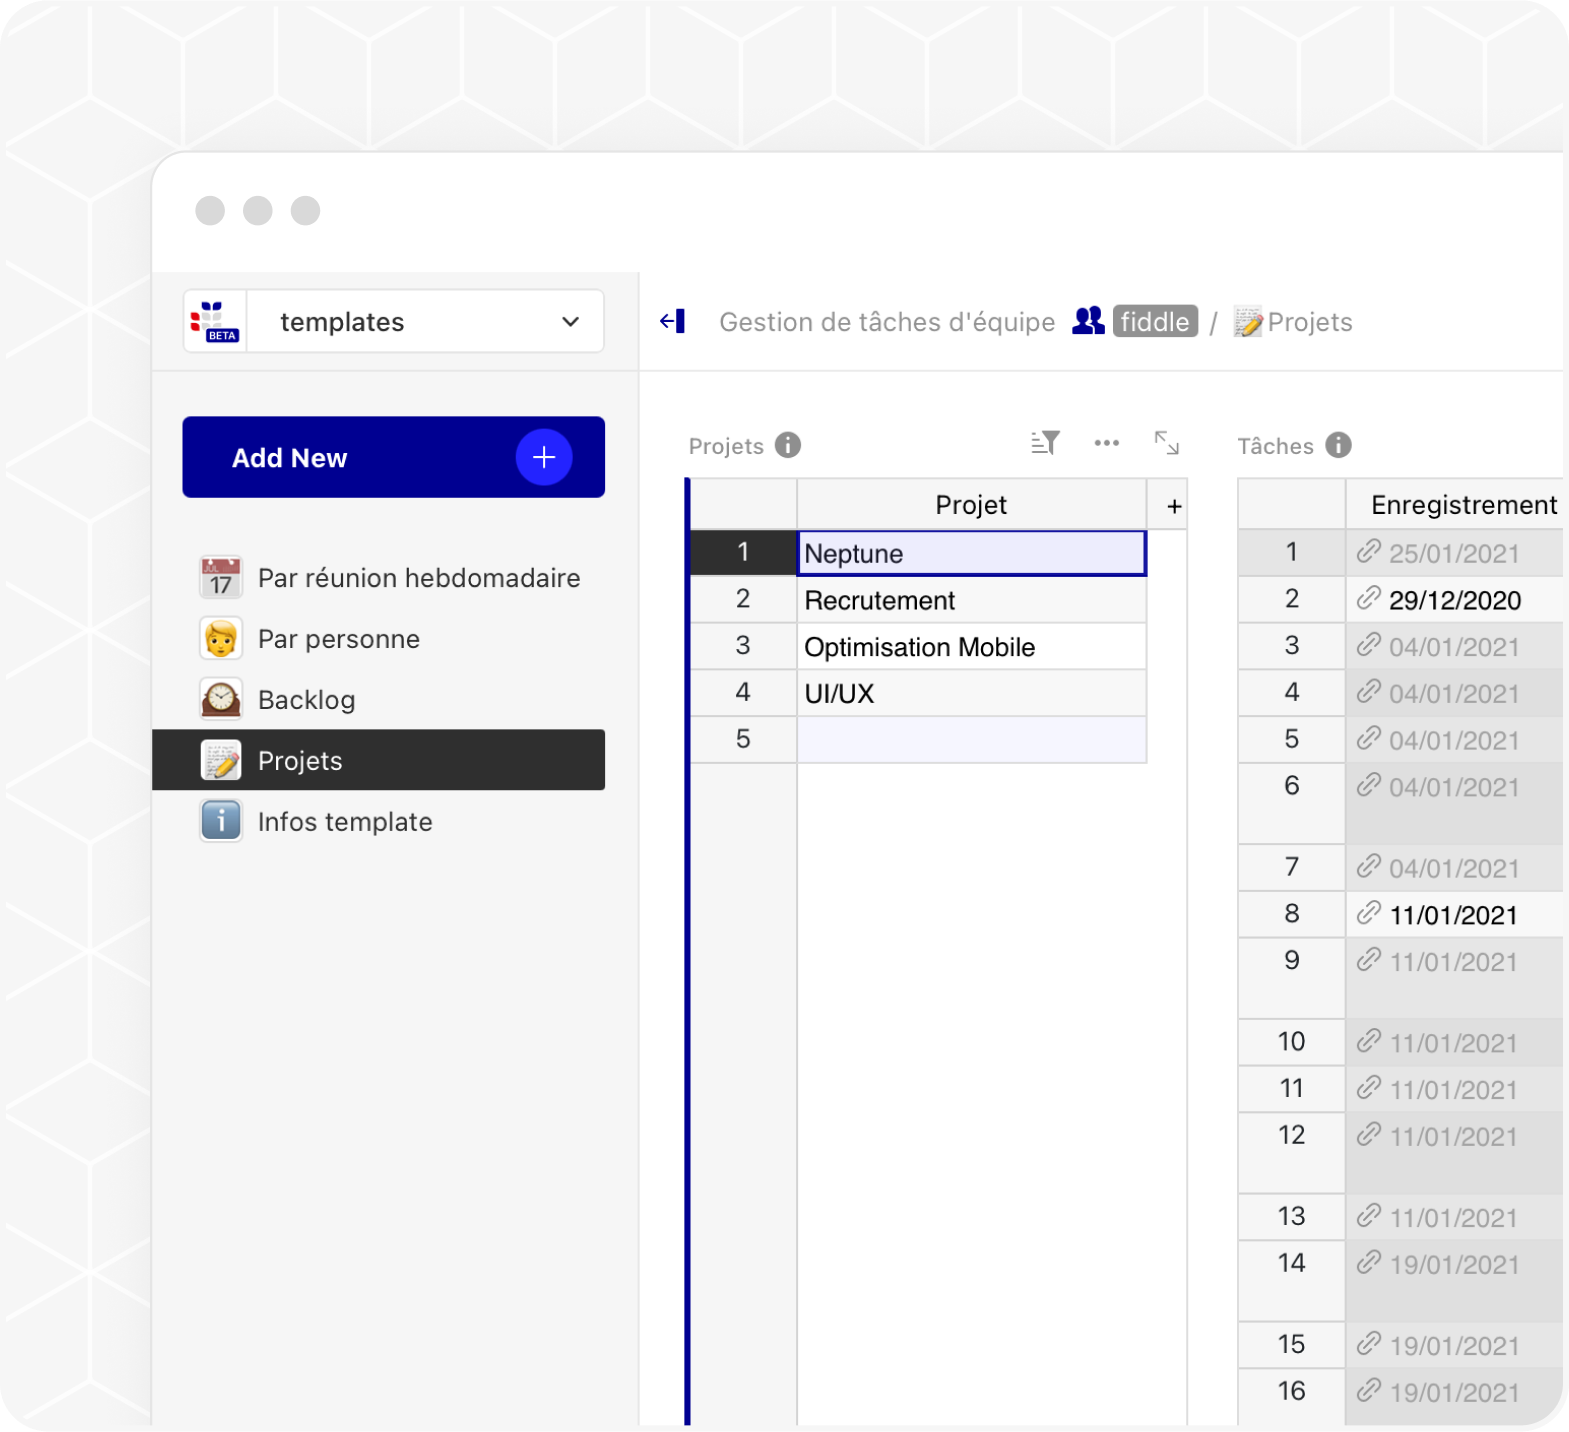 BETA
templates
Gestion de tâches d'équipe fiddle / Projets
Add New +
JUL 17 Par réunion hebdomadaire
Par personne
Backlog
Projets
Infos template
Projets
Projet +
1 Neptune
2 Recrutement
3 Optimisation Mobile
4 UI/UX
5
Tâches
Enregistrement
1 25/01/2021
2 29/12/2020
3 04/01/2021
4 04/01/2021
5 04/01/2021
6 04/01/2021
7 04/01/2021
8 11/01/2021
9 11/01/2021
10 11/01/2021
11 11/01/2021
12 11/01/2021
13 11/01/2021
14 19/01/2021
15 19/01/2021
16 19/01/2021